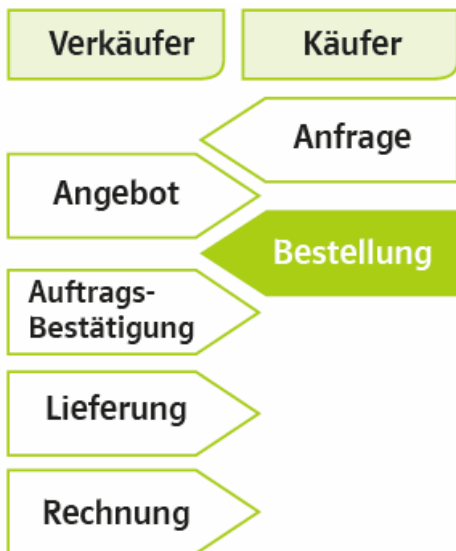 Verkäufer
Käufer
Anfrage
Angebot
Bestellung
Auftrags-
Bestätigung
Lieferung
Rechnung